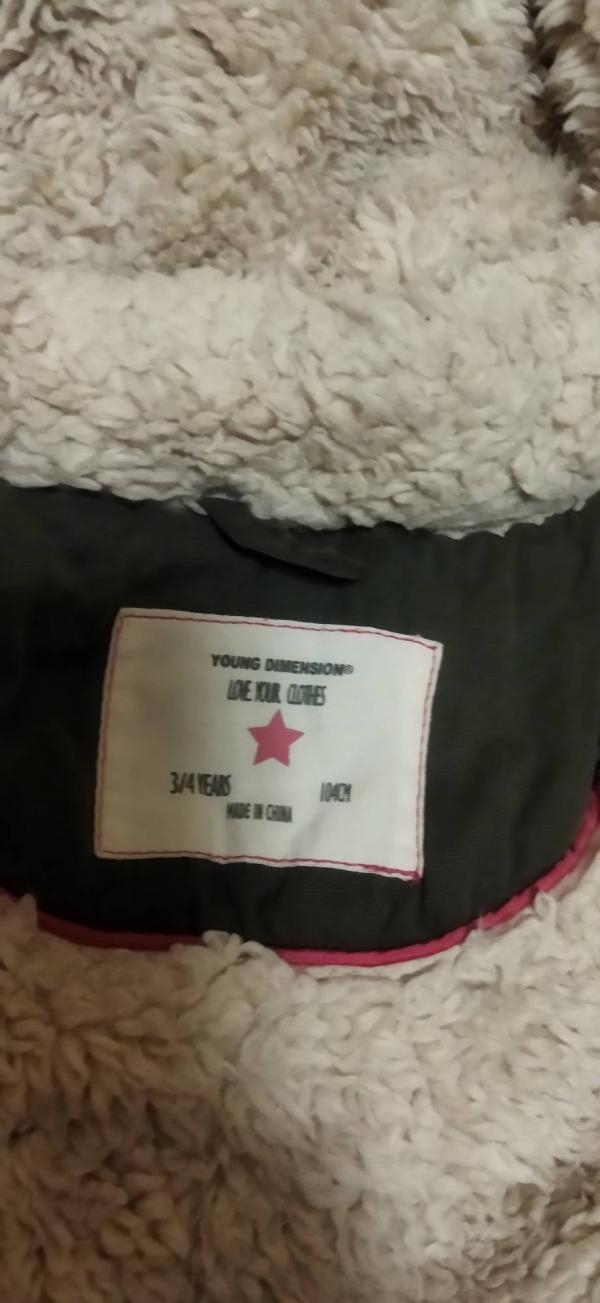 YOUNG DIMENSION®
LOVE YOUR CLOTHES
3/4 YEARS 104CM
MADE IN CHINA